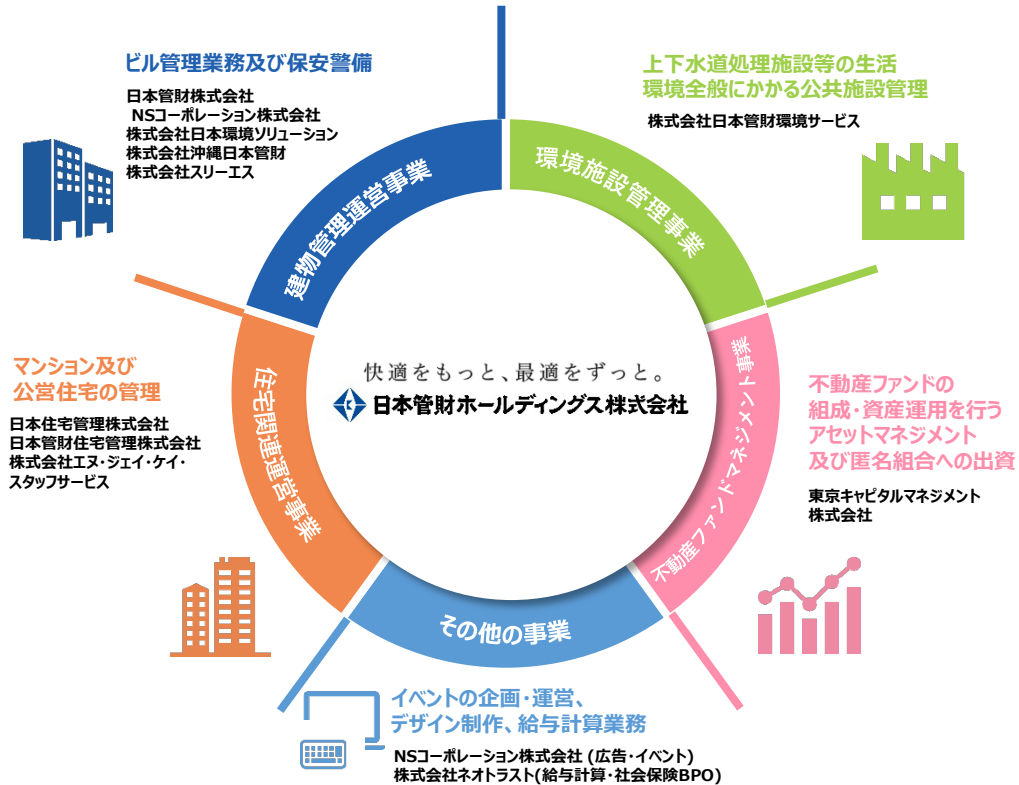 ビル管理業務及び保安警備
日本管財株式会社
NSコーポレーション株式会社
株式会社日本環境ソリューション
株式会社沖縄日本管財
株式会社スリーエス
建物管理運営事業
上下水道処理施設等の生活
環境全般にかかる公共施設管理
株式会社日本管財環境サービス
環境施設管理事業
マンション及び
公営住宅の管理
日本住宅管理株式会社
日本管財住宅管理株式会社
株式会社エヌ・ジェイ・ケイ・
スタッフサービス
住宅関連運営事業
快適をもっと、最適をずっと。
日本管財ホールディングス株式会社
不動産ファンドマネジメント事業
不動産ファンドの
組成・資産運用を行う
アセットマネジメント
及び匿名組合への出資
東京キャピタルマネジメント
株式会社
その他の事業
イベントの企画・運営、
デザイン制作、給与計算業務
NSコーポレーション株式会社 (広告・イベント)
株式会社ネオトラスト(給与計算・社会保険BPO)